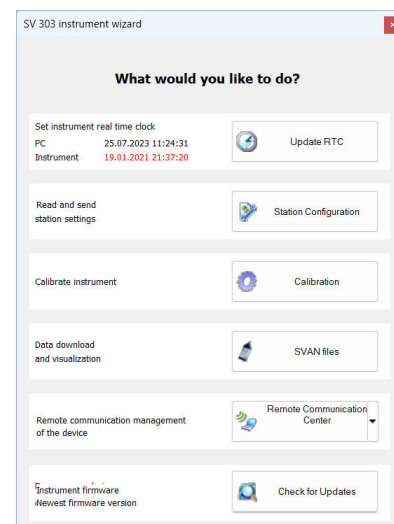 SV 303 instrument wizard
What would you like to do?
Set instrument real time clock
PC 25.07.2023 11:24:31
Instrument 19.01.2021 21:37:20
Update RTC
Read and send
station settings
Station Configuration
Calibrate instrument
Calibration
Data download
and visualization
SVAN files
Remote communication management
of the device
Remote Communication
Center
Instrument firmware
Newest firmware version
Check for Updates